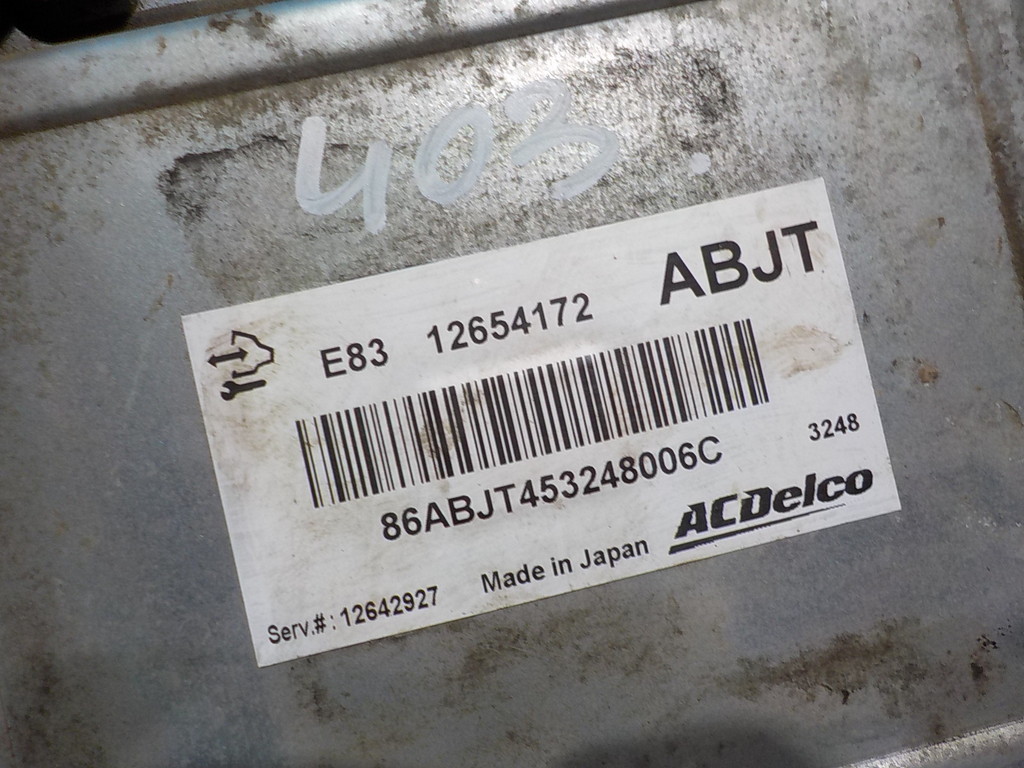 403.
ABJT
E83 12654172
86ABJT453248006C
3248
ACDelco
Made in Japan
Serv.#: 12642927